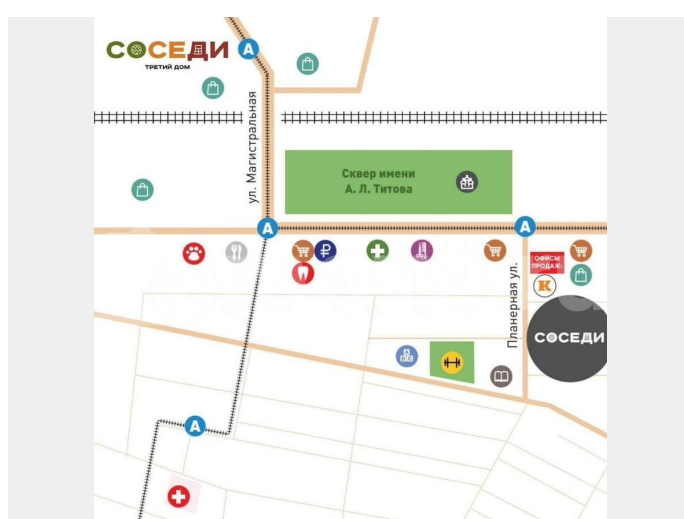 СОСЕДИ
ТРЕТИЙ ДОМ
А
ул. Магистральная
Сквер имени
А. Л. Титова
А
А
₽
ОФИСЫ
ПРОДАЖ
К
Планерная ул.
СОСЕДИ
А